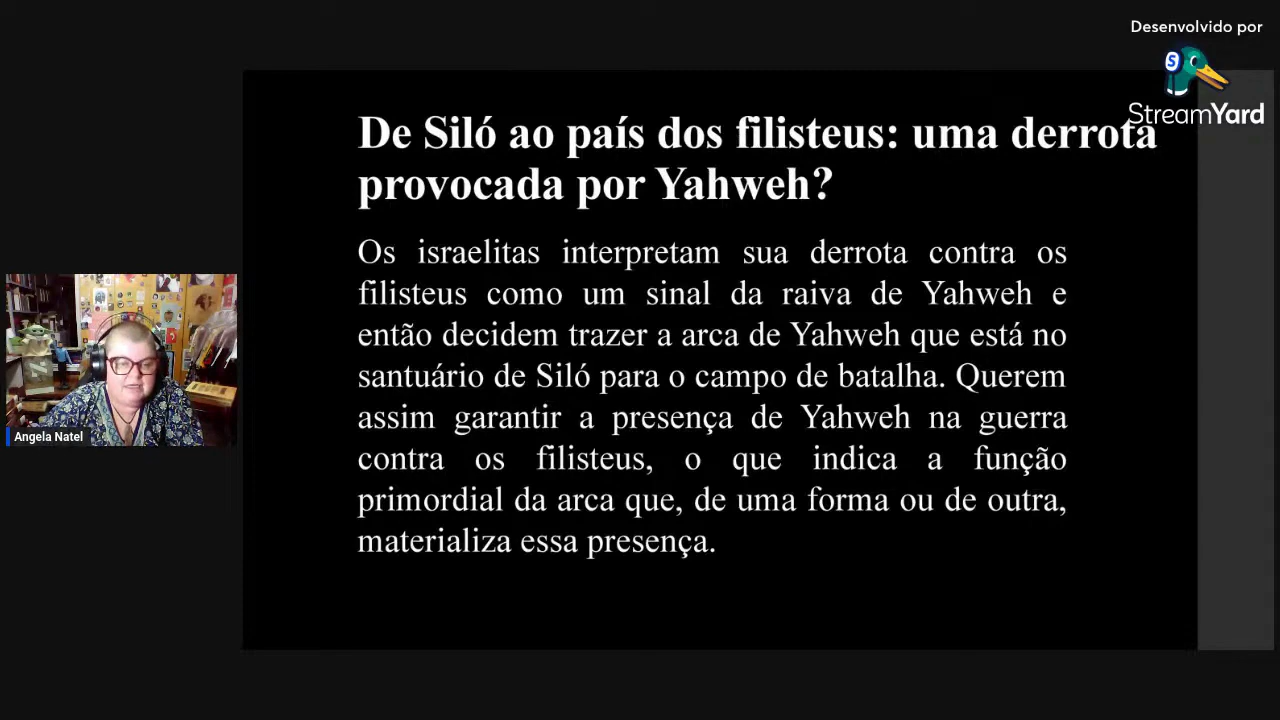 Desenvolvido por
StreamYard
De Siló ao país dos filisteus: uma derrota
provocada por Yahweh?
Os israelitas interpretam sua derrota contra os
filisteus como um sinal da raiva de Yahweh e
então decidem trazer a arca de Yahweh que está no
santuário de Siló para o campo de batalha. Querem
assim garantir a presença de Yahweh na guerra
contra os filisteus, o que indica a função
primordial da arca que, de uma forma ou de outra,
materializa essa presença.
Angela Natel